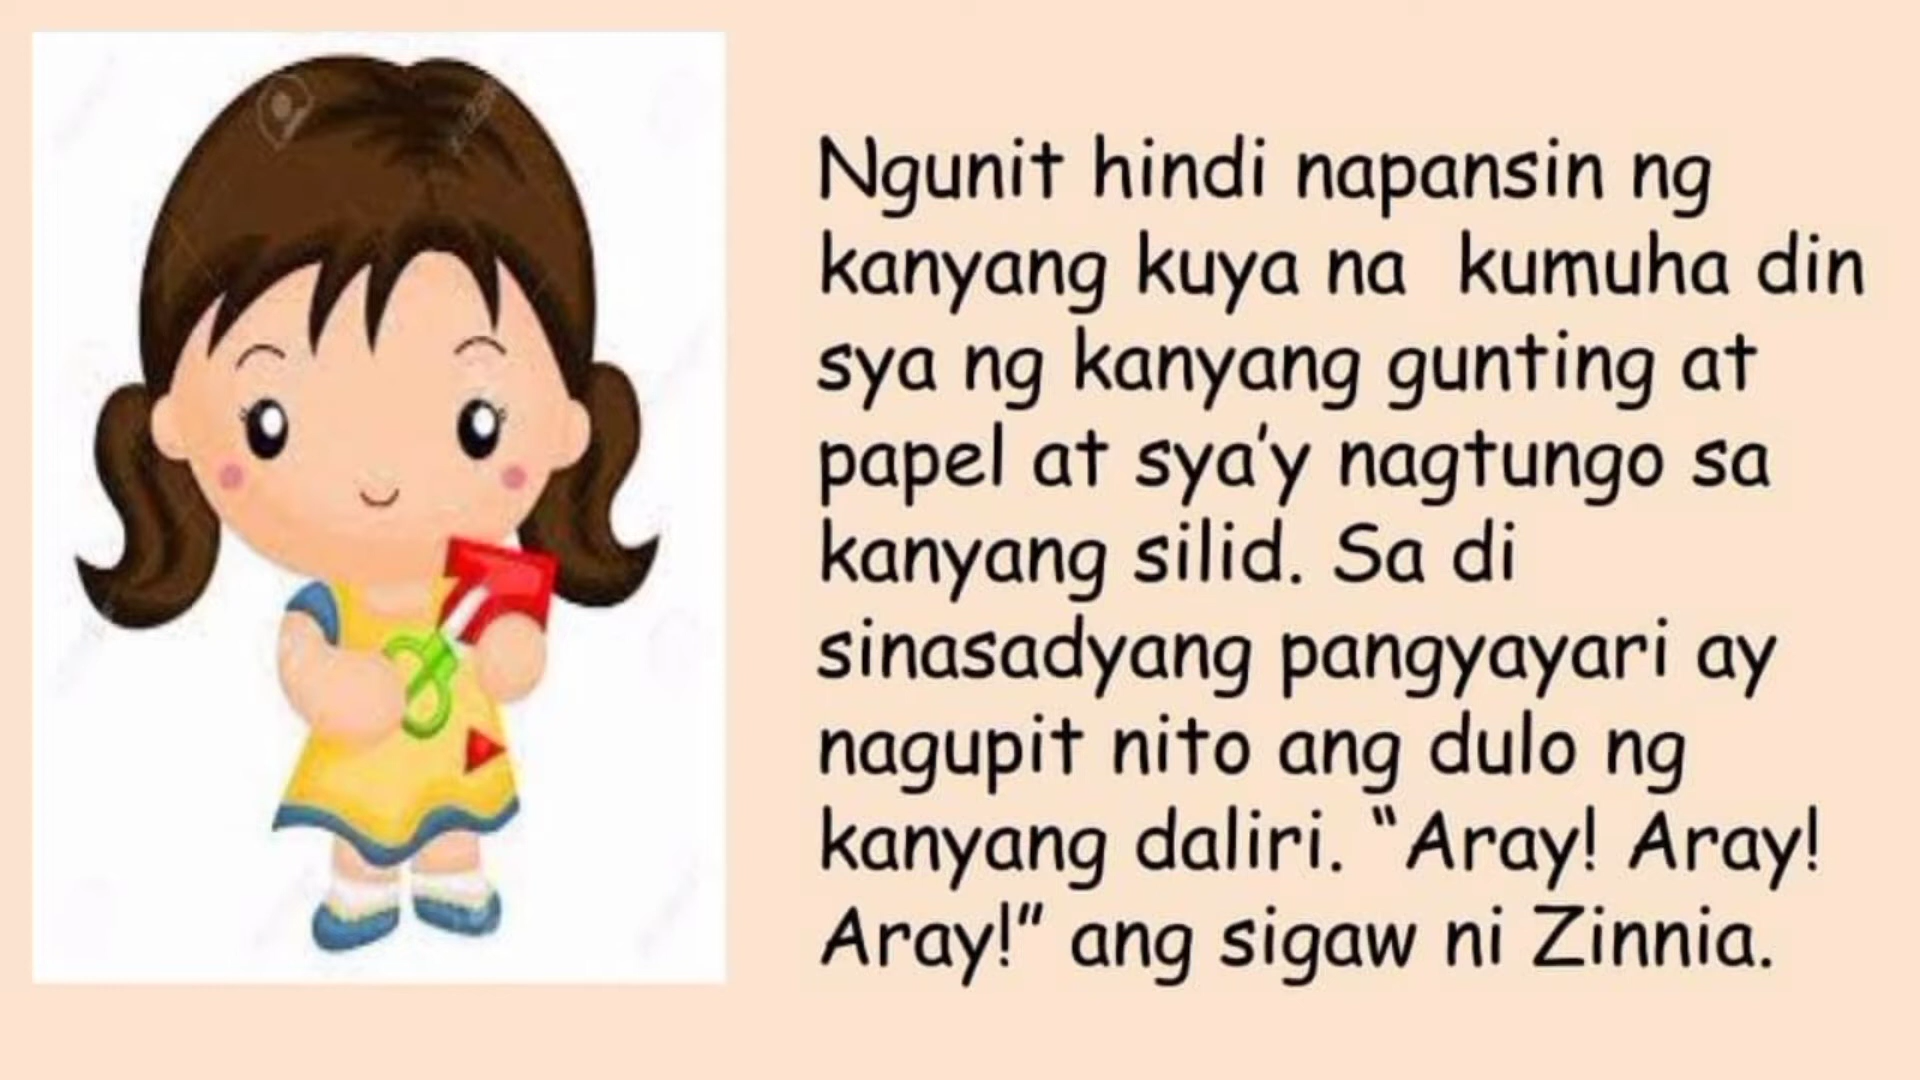 Ngunit hindi napansin ng
kanyang kuya na kumuha din
sya ng kanyang gunting at
papel at sya'y nagtungo sa
kanyang silid. Sa di
sinasadyang pangyayari ay
nagupit nito ang dulo ng
kanyang daliri. “Aray! Aray!
Aray!” ang sigaw ni Zinnia.